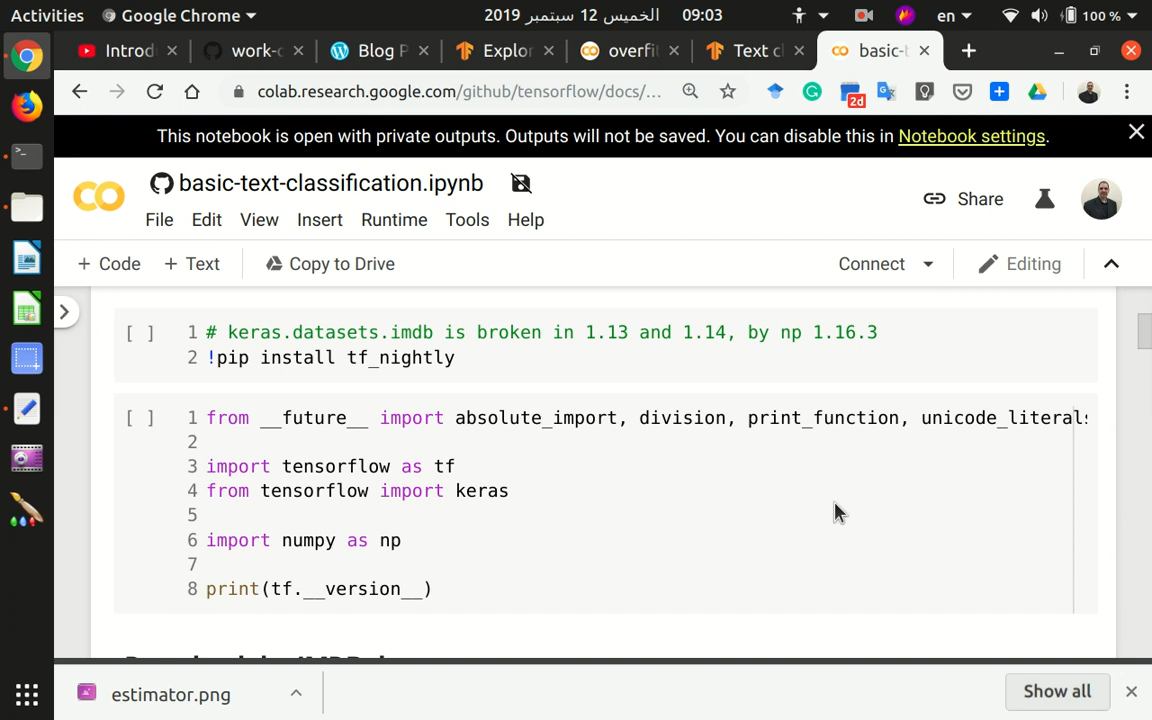 Activities Google Chrome 2019 الخميس 12 سبتمبر 09:03 en 100 %
Introd work- Blog P Explor overfi Text cl basic-t
colab.research.google.com/github/tensorflow/docs/... 2d
This notebook is open with private outputs. Outputs will not be saved. You can disable this in Notebook settings.
basic-text-classification.ipynb
Share
File Edit View Insert Runtime Tools Help
+ Code + Text Copy to Drive Connect Editing
[ ] 1 # keras.datasets.imdb is broken in 1.13 and 1.14, by np 1.16.3
2 !pip install tf_nightly
[ ] 1 from __future__ import absolute_import, division, print_function, unicode_literals
2
3 import tensorflow as tf
4 from tensorflow import keras
5
6 import numpy as np
7
8 print(tf.__version__)
estimator.png Show all